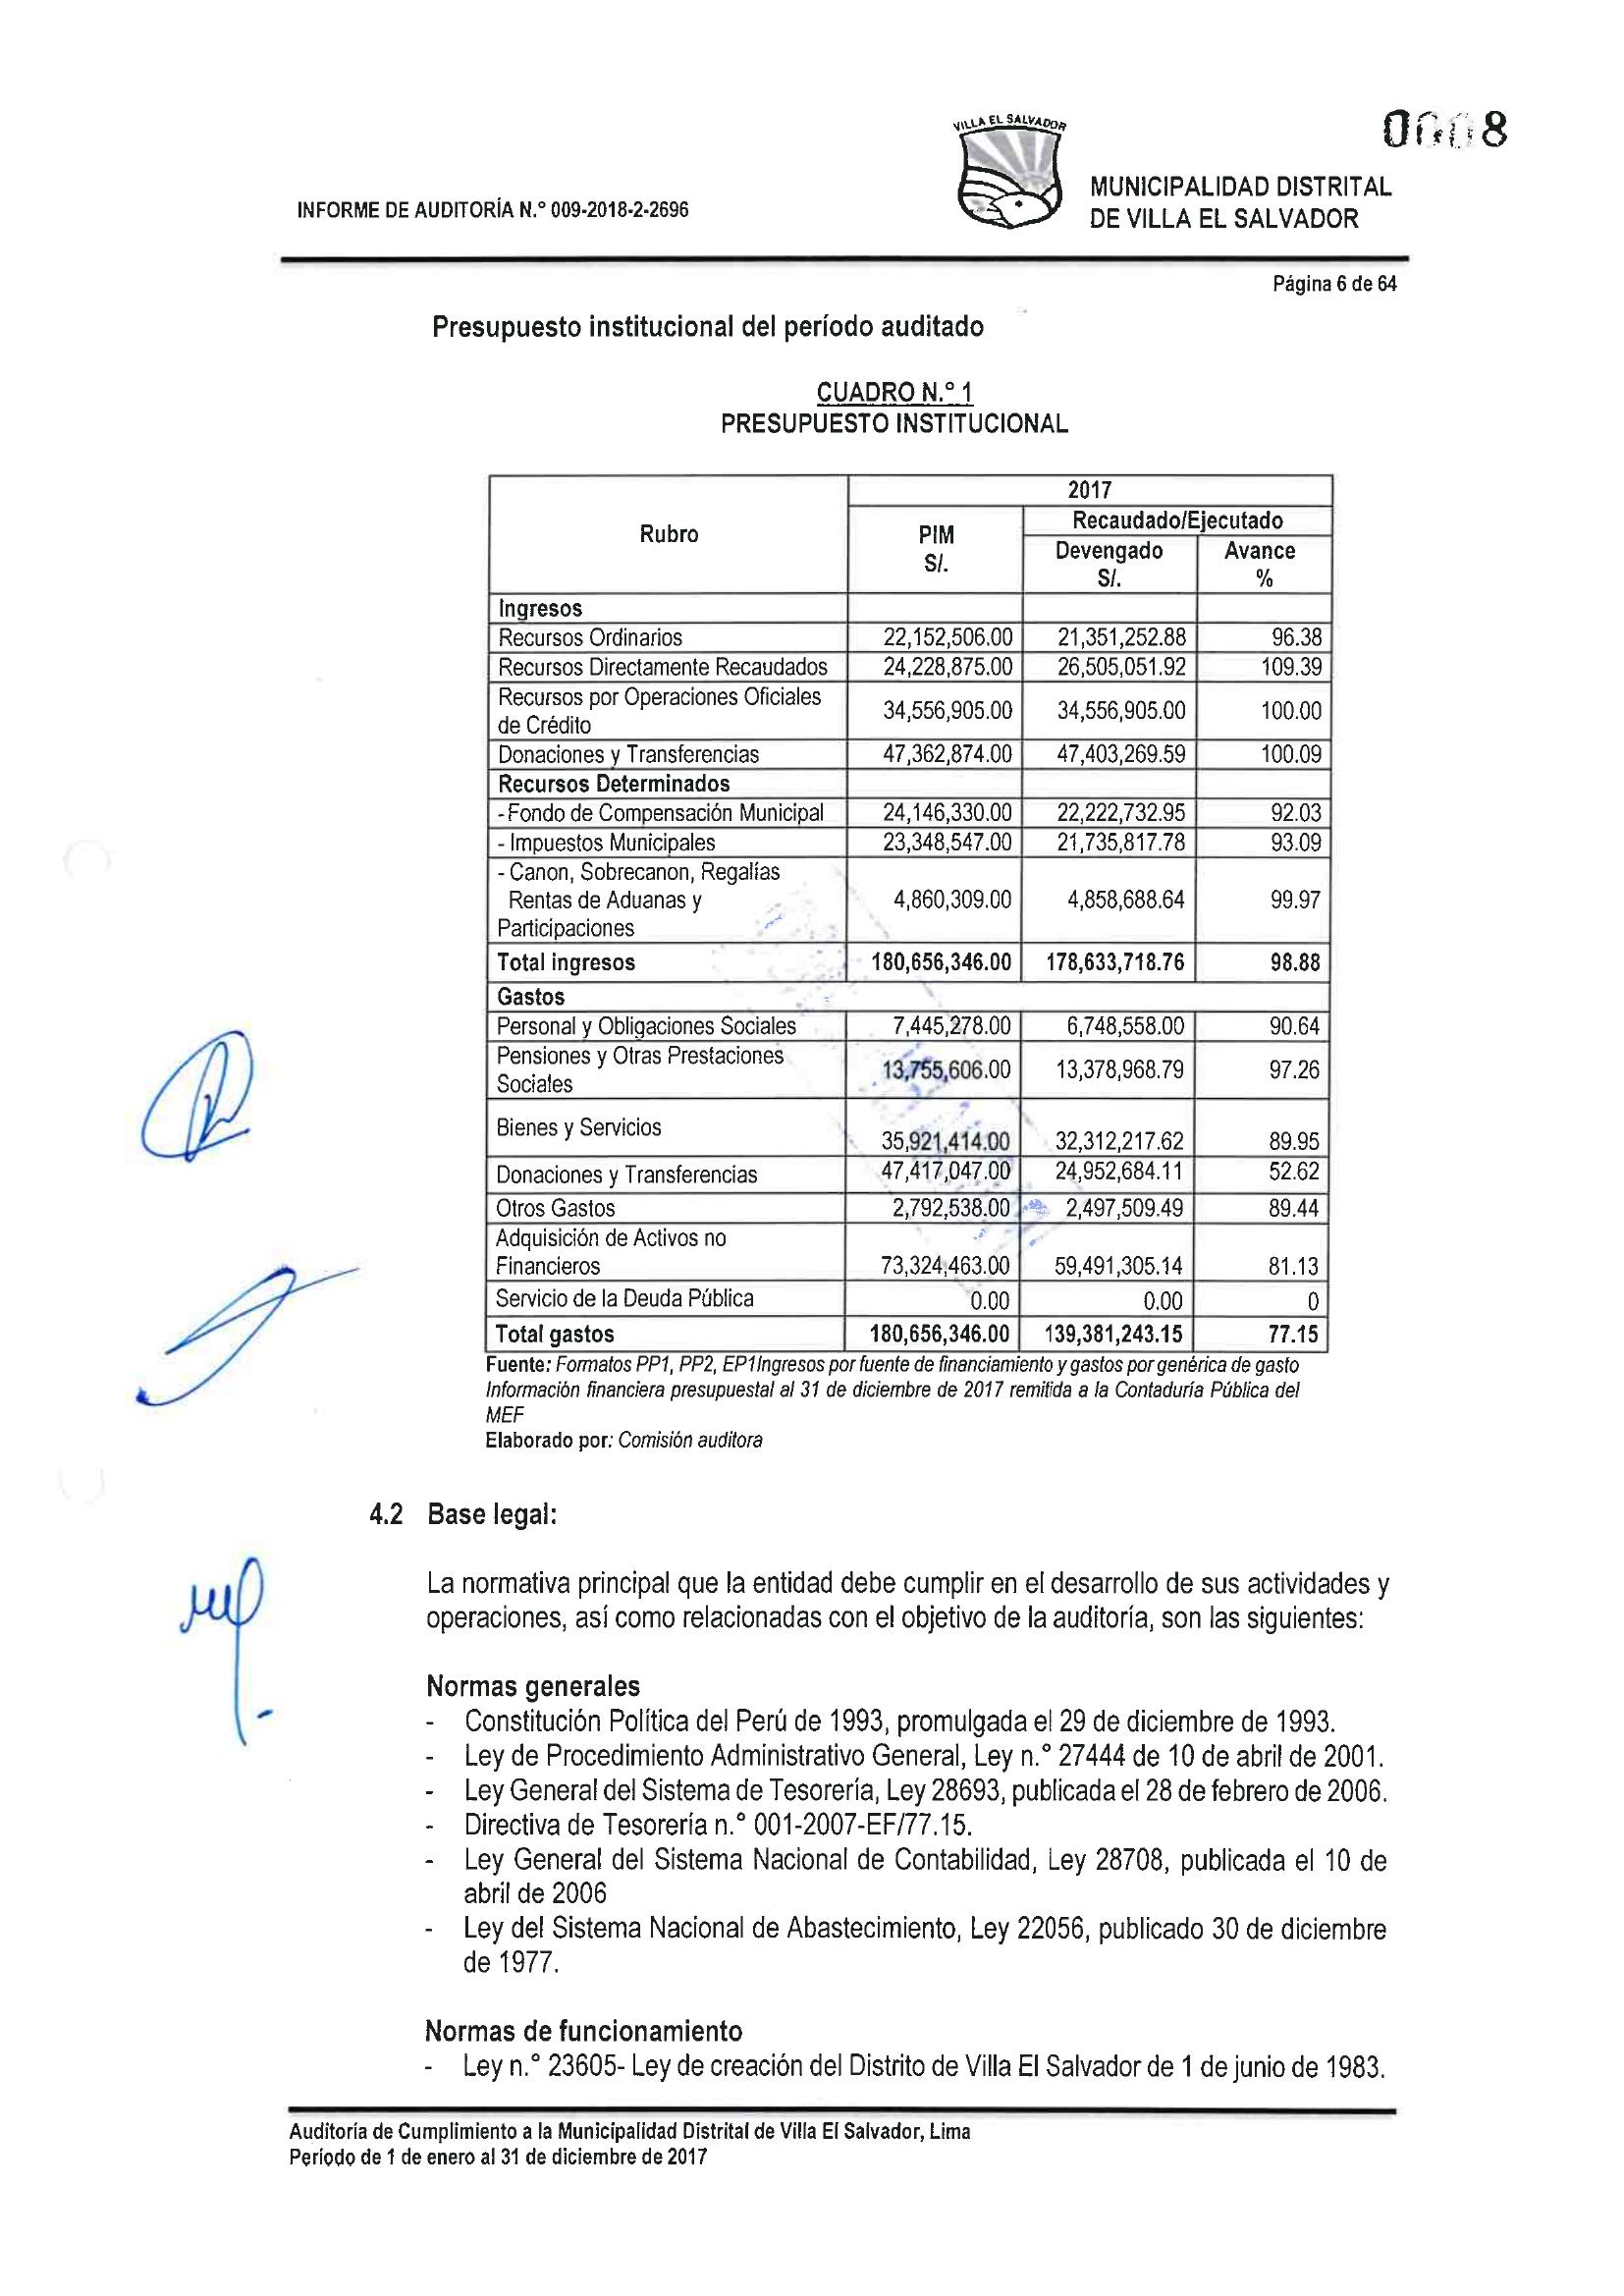 VILLA EL SALVADOR
8
INFORME DE AUDITORÍA N.° 009-2018-2-2696
MUNICIPALIDAD DISTRITAL
DE VILLA EL SALVADOR
Página 6 de 64
Presupuesto institucional del período auditado
CUADRO N.° 1
PRESUPUESTO INSTITUCIONAL
Rubro
2017
PIM
S/.
Recaudado/Ejecutado
Devengado
S/.
Avance
%
Ingresos
Recursos Ordinarios 22,152,506.00 21,351,252.88 96.38
Recursos Directamente Recaudados 24,228,875.00 26,505,051.92 109.39
Recursos por Operaciones Oficiales
de Crédito 34,556,905.00 34,556,905.00 100.00
Donaciones y Transferencias 47,362,874.00 47,403,269.59 100.09
Recursos Determinados
- Fondo de Compensación Municipal 24,146,330.00 22,222,732.95 92.03
- Impuestos Municipales 23,348,547.00 21,735,817.78 93.09
- Canon, Sobrecanon, Regalías
Rentas de Aduanas y 4,860,309.00 4,858,688.64 99.97
Participaciones
Total ingresos 180,656,346.00 178,633,718.76 98.88
Gastos
Personal y Obligaciones Sociales 7,445,278.00 6,748,558.00 90.64
Pensiones y Otras Prestaciones
Sociales 13,755,606.00 13,378,968.79 97.26
Bienes y Servicios 35,921,414.00 32,312,217.62 89.95
Donaciones y Transferencias 47,417,047.00 24,952,684.11 52.62
Otros Gastos 2,792,538.00 2,497,509.49 89.44
Adquisición de Activos no
Financieros 73,324,463.00 59,491,305.14 81.13
Servicio de la Deuda Pública 0.00 0.00 0
Total gastos 180,656,346.00 139,381,243.15 77.15
Fuente: Formatos PP1, PP2, EP1Ingresos por fuente de financiamiento y gastos por genérica de gasto
Información financiera presupuestal al 31 de diciembre de 2017 remitida a la Contaduría Pública del
MEF
Elaborado por: Comisión auditora
4.2 Base legal:
La normativa principal que la entidad debe cumplir en el desarrollo de sus actividades y
operaciones, así como relacionadas con el objetivo de la auditoría, son las siguientes:
Normas generales
- Constitución Política del Perú de 1993, promulgada el 29 de diciembre de 1993.
- Ley de Procedimiento Administrativo General, Ley n.° 27444 de 10 de abril de 2001.
- Ley General del Sistema de Tesorería, Ley 28693, publicada el 28 de febrero de 2006.
- Directiva de Tesorería n.° 001-2007-EF/77.15.
- Ley General del Sistema Nacional de Contabilidad, Ley 28708, publicada el 10 de
abril de 2006
- Ley del Sistema Nacional de Abastecimiento, Ley 22056, publicado 30 de diciembre
de 1977.
Normas de funcionamiento
- Ley n.° 23605- Ley de creación del Distrito de Villa El Salvador de 1 de junio de 1983.
Auditoría de Cumplimiento a la Municipalidad Distrital de Villa El Salvador, Lima
Período de 1 de enero al 31 de diciembre de 2017